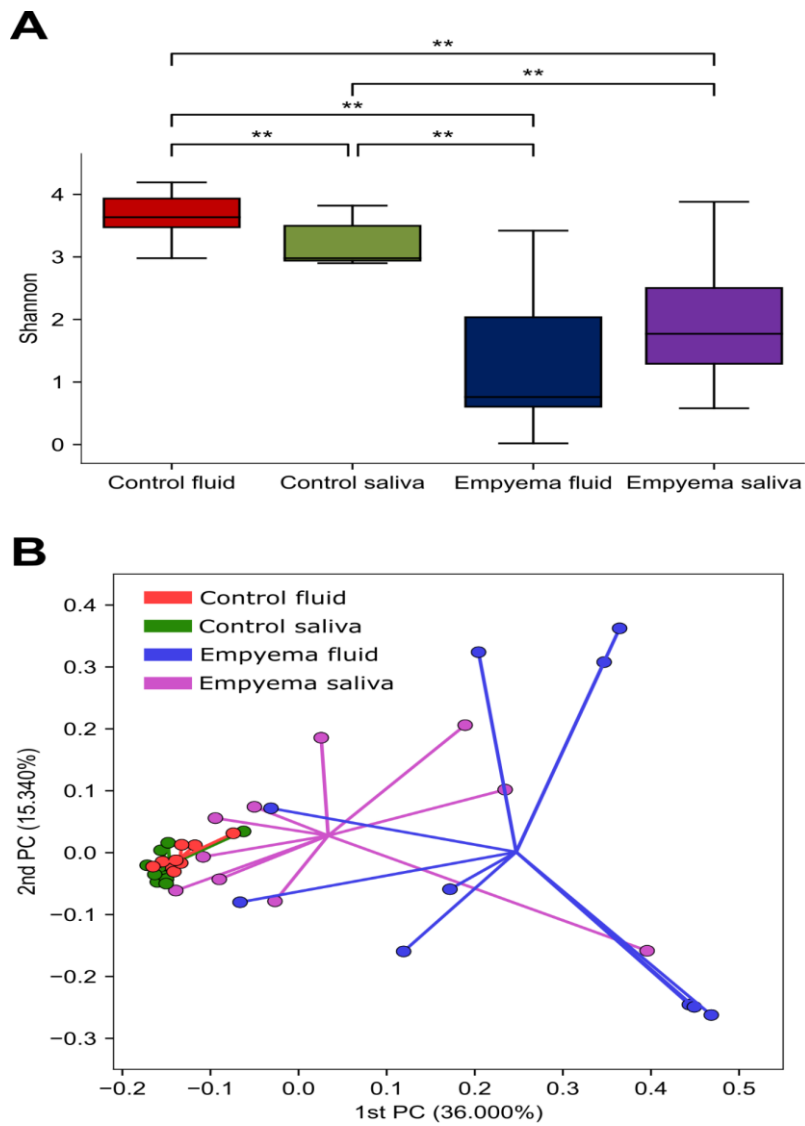 A
**
**
**
** **
4
3
2
1
0
Shannon
Control fluid Control saliva Empyema fluid Empyema saliva
B
Control fluid
Control saliva
Empyema fluid
Empyema saliva
0.4
0.3
0.2
0.1
0.0
−0.1
−0.2
−0.3
2nd PC (15.340%)
−0.2 −0.1 0.0 0.1 0.2 0.3 0.4 0.5
1st PC (36.000%)